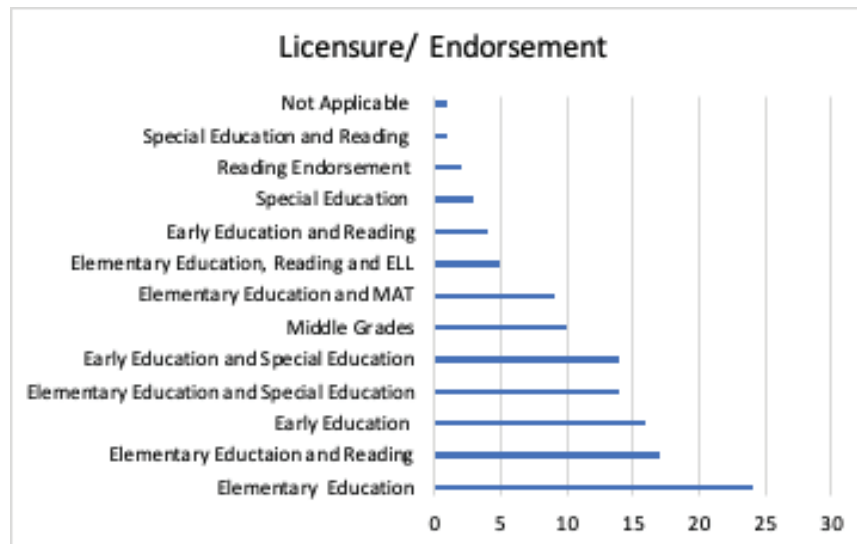 Licensure/ Endorsement
Not Applicable
Special Education and Reading
Reading Endorsement
Special Education
Early Education and Reading
Elementary Education, Reading and ELL
Elementary Education and MAT
Middle Grades
Early Education and Special Education
Elementary Education and Special Education
Early Education
Elementary Eductaion and Reading
Elementary Education
0 5 10 15 20 25 30